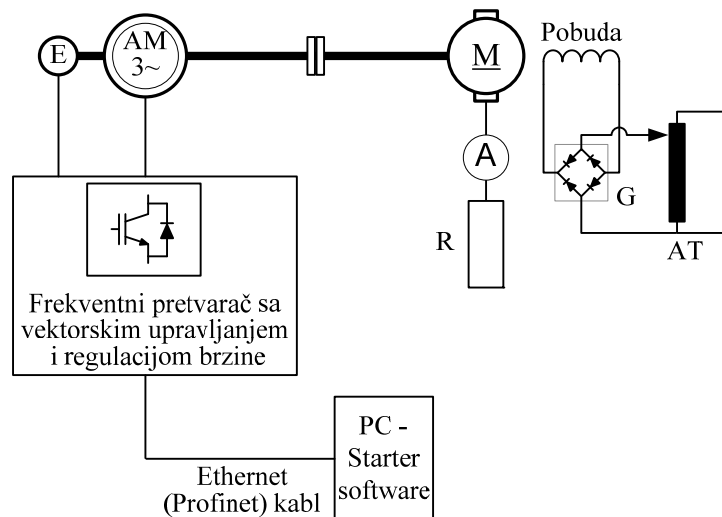 E
AM
3~
M
Pobuda
A
G
R
AT
Frekventni pretvarač sa
vektorskim upravljanjem
i regulacijom brzine
PC -
Starter
software
Ethernet
(Profinet) kabl